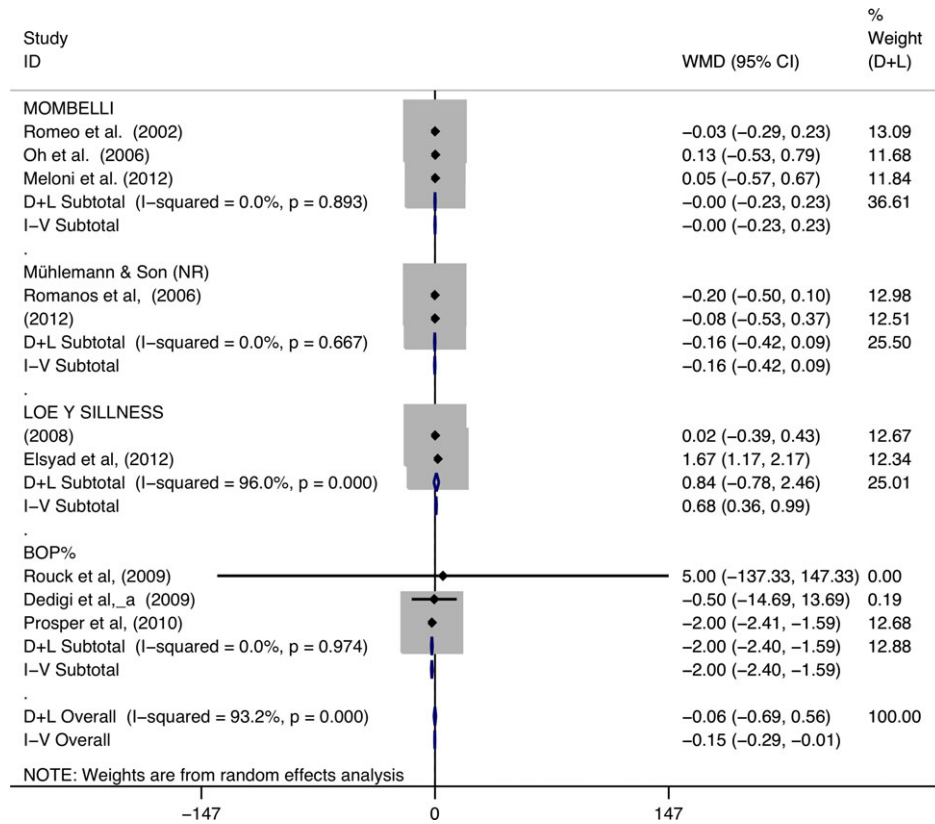 Study ID WMD (95% CI) % Weight (D+L)
MOMBELLI
Romeo et al. (2002) −0.03 (−0.29, 0.23) 13.09
Oh et al. (2006) 0.13 (−0.53, 0.79) 11.68
Meloni et al. (2012) 0.05 (−0.57, 0.67) 11.84
D+L Subtotal (I−squared = 0.0%, p = 0.893) −0.00 (−0.23, 0.23) 36.61
I−V Subtotal −0.00 (−0.23, 0.23)
.
Mühlemann & Son (NR)
Romanos et al, (2006) −0.20 (−0.50, 0.10) 12.98
(2012) −0.08 (−0.53, 0.37) 12.51
D+L Subtotal (I−squared = 0.0%, p = 0.667) −0.16 (−0.42, 0.09) 25.50
I−V Subtotal −0.16 (−0.42, 0.09)
.
LOE Y SILLNESS
(2008) 0.02 (−0.39, 0.43) 12.67
Elsyad et al, (2012) 1.67 (1.17, 2.17) 12.34
D+L Subtotal (I−squared = 96.0%, p = 0.000) 0.84 (−0.78, 2.46) 25.01
I−V Subtotal 0.68 (0.36, 0.99)
.
BOP%
Rouck et al, (2009) 5.00 (−137.33, 147.33) 0.00
Dedigi et al,_a (2009) −0.50 (−14.69, 13.69) 0.19
Prosper et al, (2010) −2.00 (−2.41, −1.59) 12.68
D+L Subtotal (I−squared = 0.0%, p = 0.974) −2.00 (−2.40, −1.59) 12.88
I−V Subtotal −2.00 (−2.40, −1.59)
.
D+L Overall (I−squared = 93.2%, p = 0.000) −0.06 (−0.69, 0.56) 100.00
I−V Overall −0.15 (−0.29, −0.01)
NOTE: Weights are from random effects analysis
−147 0 147